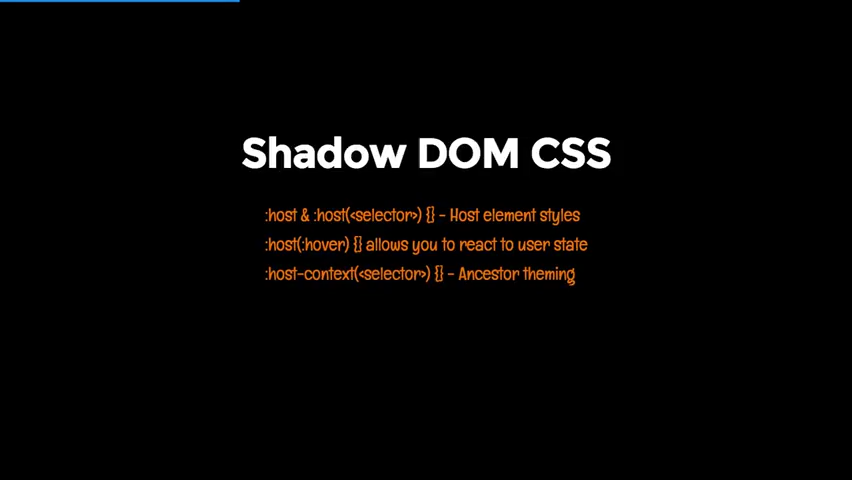 Shadow DOM CSS
:host & :host(<selector>) {} - Host element styles
:host(:hover) {} allows you to react to user state
:host-context(<selector>) {} - Ancestor theming